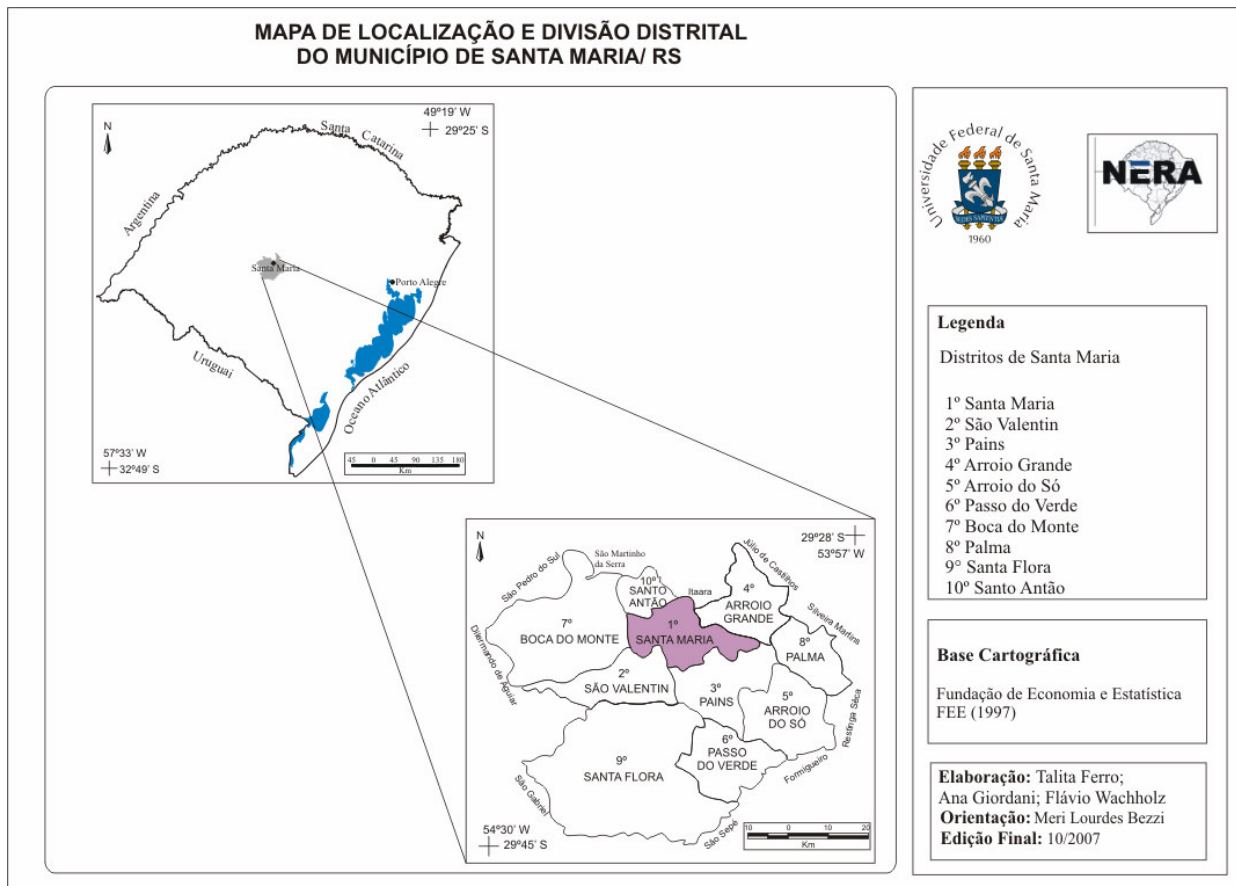 MAPA DE LOCALIZAÇÃO E DIVISÃO DISTRITAL
DO MUNICÍPIO DE SANTA MARIA/ RS
49º19' W
29º25' S
N
Santa Catarina
Argentina
Santa Maria
Porto Alegre
Uruguai
Oceano Atlântico
57º33' W
32º49' S
45 0 45 90 135 180
Km
N
29º28' S
53º57' W
São Pedro do Sul
São Martinho
da Serra
Itaara
Júlio de Castilhos
Silveira Martins
Dilermando de Aguiar
Restinga Sêca
Formigueiro
São Sepé
São Gabriel
10º
SANTO
ANTÃO
4º
ARROIO
GRANDE
7º
BOCA DO MONTE
1º
SANTA MARIA
8º
PALMA
2º
SÃO VALENTIN
3º
PAINS
5º
ARROIO
DO SÓ
6º
PASSO
DO VERDE
9º
SANTA FLORA
54º30' W
29º45' S
10 0 10 20
Km
Universidade Federal de Santa Maria
SEDES SAPIENTIAE
1960
NERA
Legenda
Distritos de Santa Maria
1º Santa Maria
2º São Valentin
3º Pains
4º Arroio Grande
5º Arroio do Só
6º Passo do Verde
7º Boca do Monte
8º Palma
9° Santa Flora
10º Santo Antão
Base Cartográfica
Fundação de Economia e Estatística
FEE (1997)
Elaboração: Talita Ferro;
Ana Giordani; Flávio Wachholz
Orientação: Meri Lourdes Bezzi
Edição Final: 10/2007